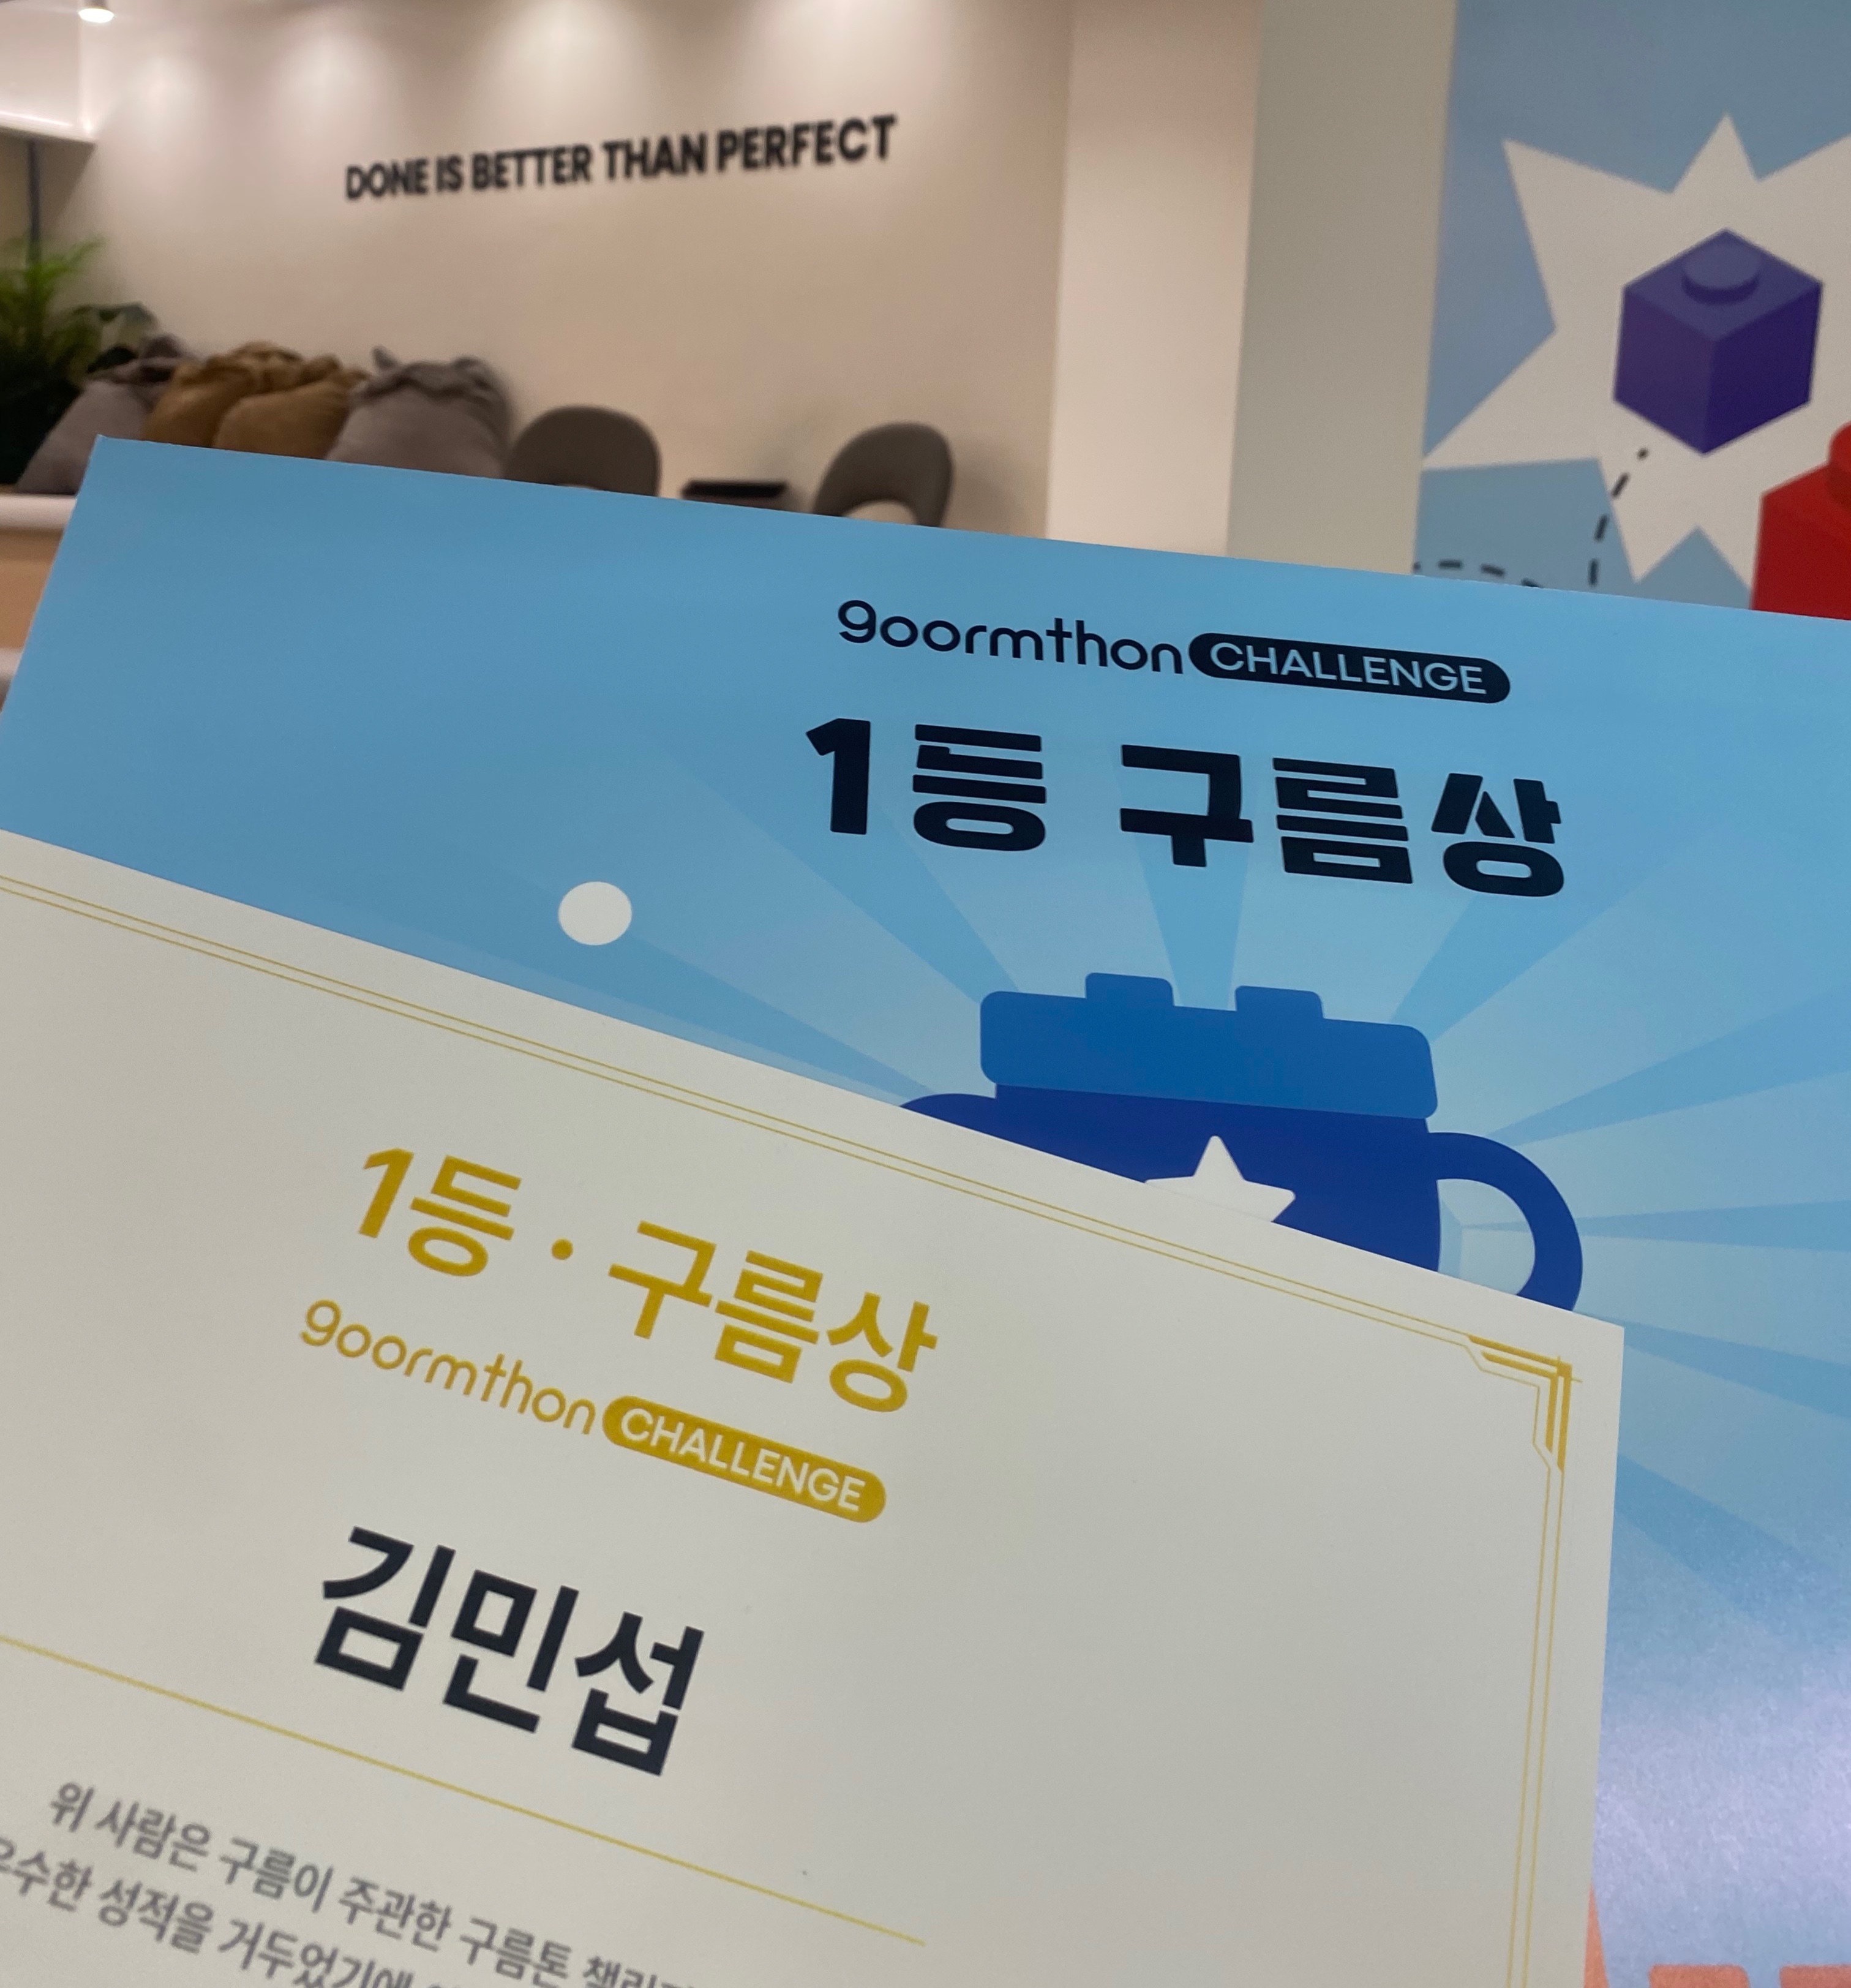 DONE IS BETTER THAN PERFECT
goormthon CHALLENGE
1등 구름상
1등 · 구름상
goormthon CHALLENGE
김민섭
위 사람은 구름이 주관한 구름톤
우수한 성적을 거두었기에